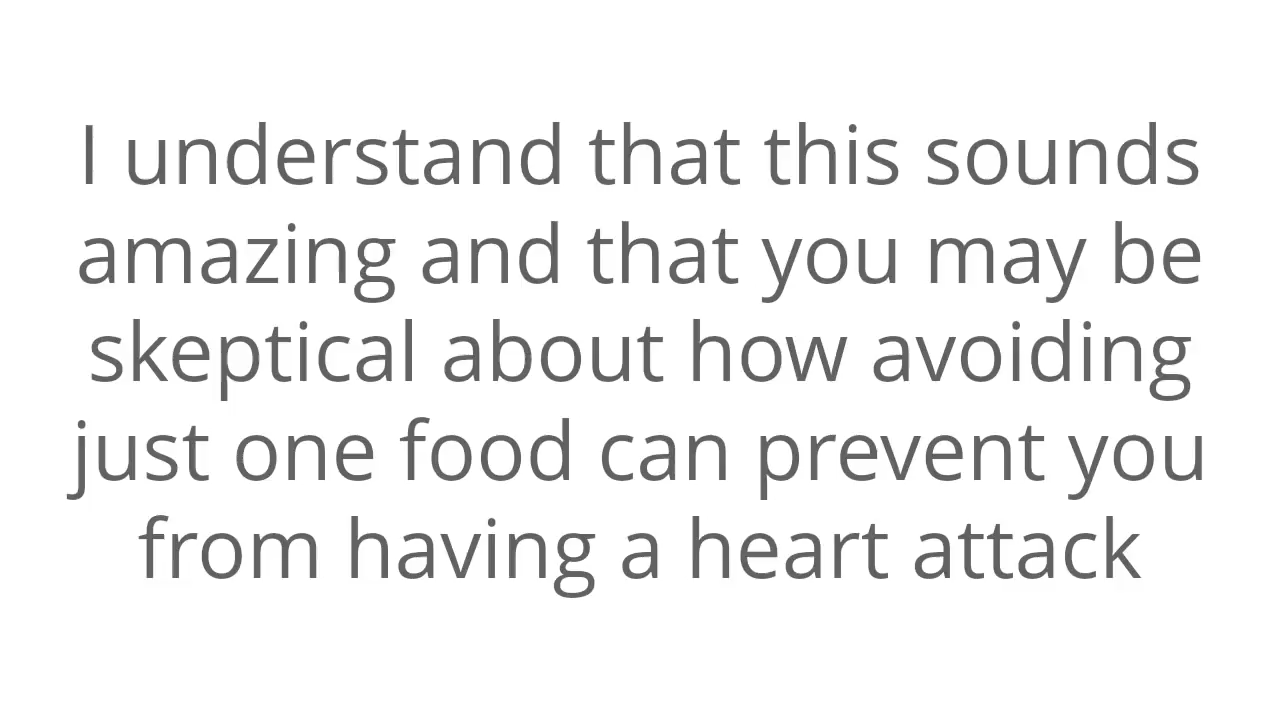 I understand that this sounds
amazing and that you may be
skeptical about how avoiding
just one food can prevent you
from having a heart attack